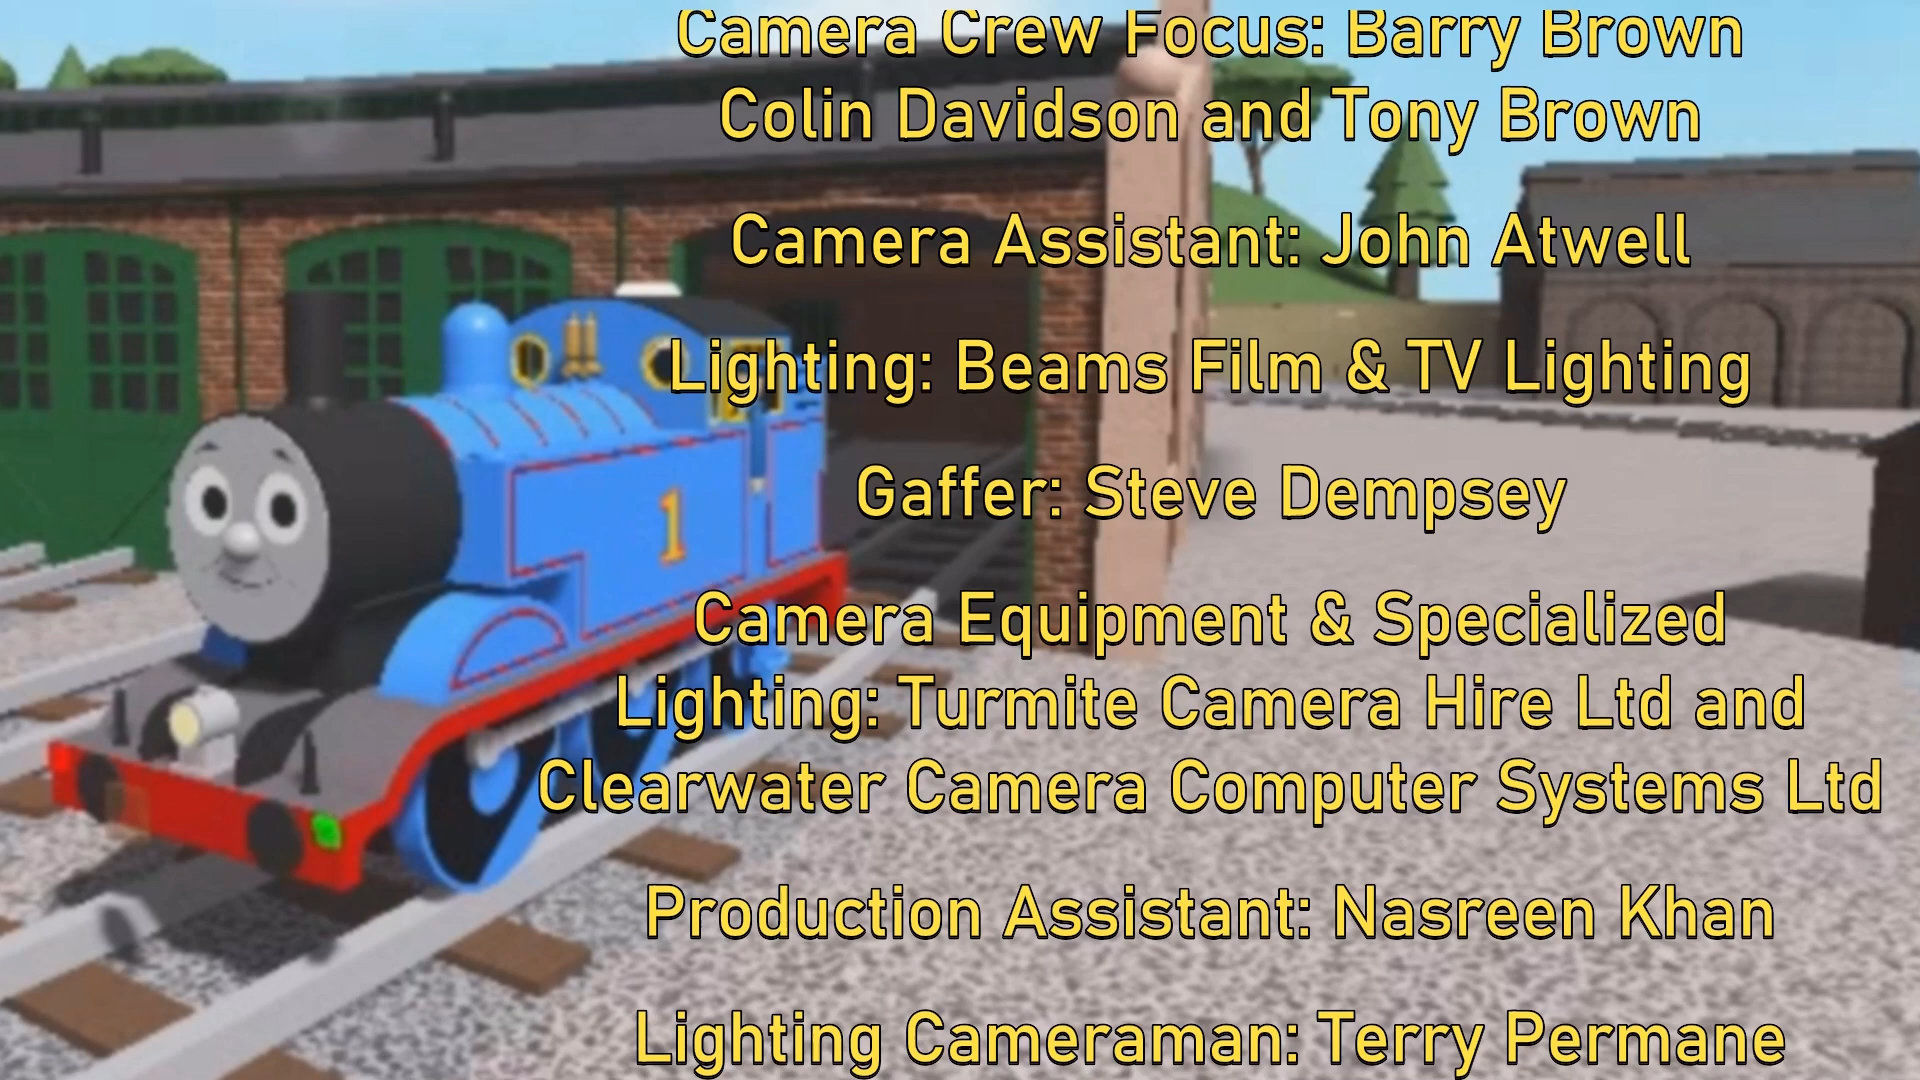 Camera Crew Focus: Barry Brown
Colin Davidson and Tony Brown
Camera Assistant: John Atwell
Lighting: Beams Film & TV Lighting
Gaffer: Steve Dempsey
Camera Equipment & Specialized
Lighting: Turmite Camera Hire Ltd and
Clearwater Camera Computer Systems Ltd
Production Assistant: Nasreen Khan
Lighting Cameraman: Terry Permane
1